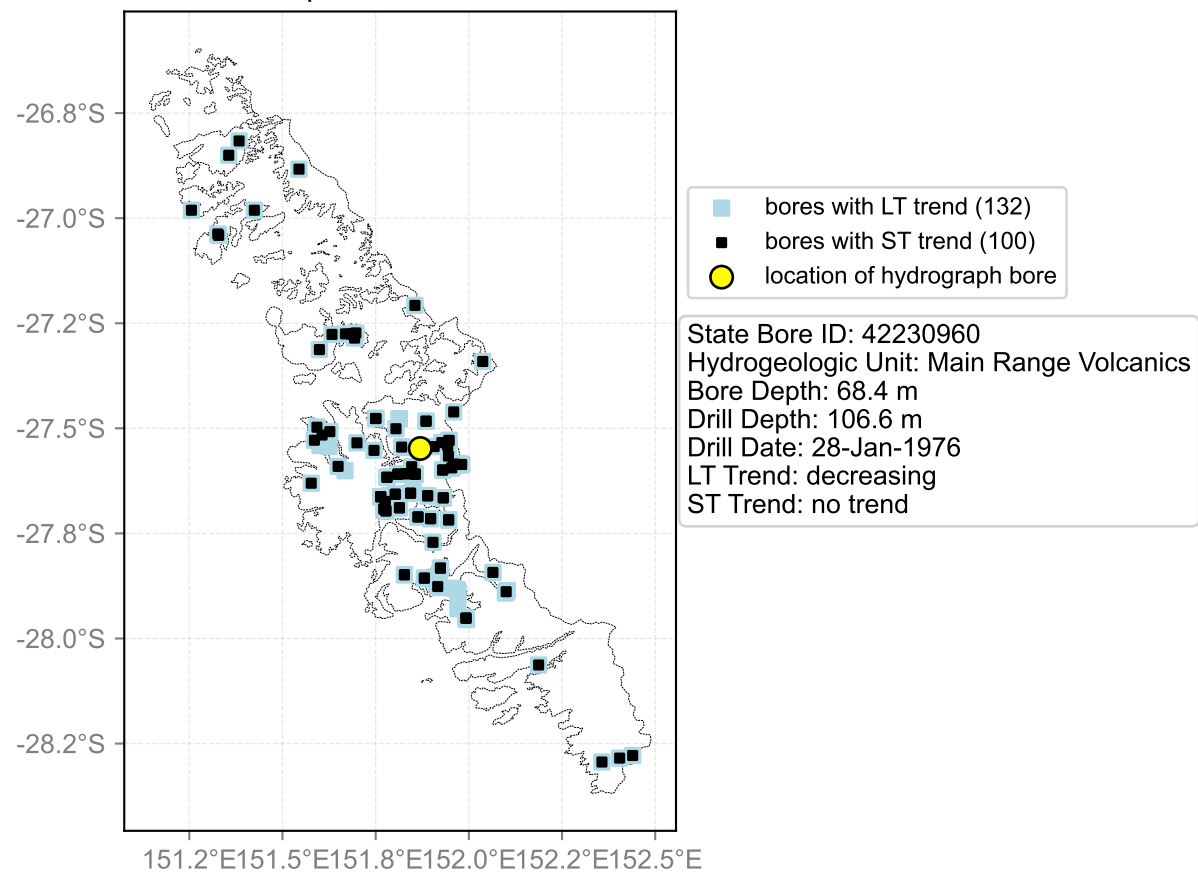 -26.8°S
-27.0°S
-27.2°S
-27.5°S
-27.8°S
-28.0°S
-28.2°S
151.2°E151.5°E151.8°E152.0°E152.2°E152.5°E
bores with LT trend (132)
bores with ST trend (100)
location of hydrograph bore
State Bore ID: 42230960
Hydrogeologic Unit: Main Range Volcanics
Bore Depth: 68.4 m
Drill Depth: 106.6 m
Drill Date: 28-Jan-1976
LT Trend: decreasing
ST Trend: no trend